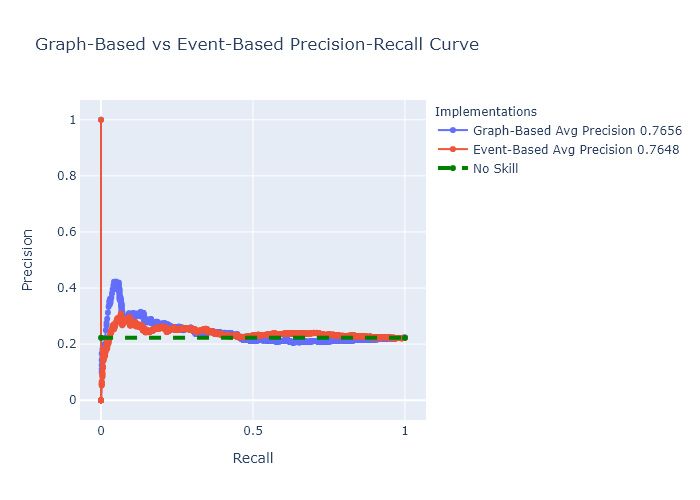 Graph-Based vs Event-Based Precision-Recall Curve
Implementations
Graph-Based Avg Precision 0.7656
Event-Based Avg Precision 0.7648
No Skill
Precision
1
0.8
0.6
0.4
0.2
0
0
0.5
1
Recall